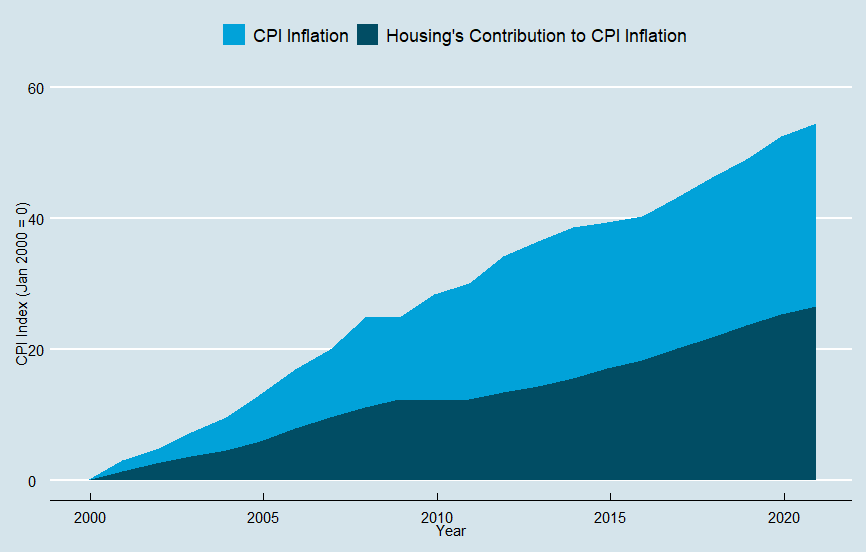 CPI Inflation Housing's Contribution to CPI Inflation
60
40
20
0
CPI Index (Jan 2000 = 0)
2000 2005 2010 2015 2020
Year